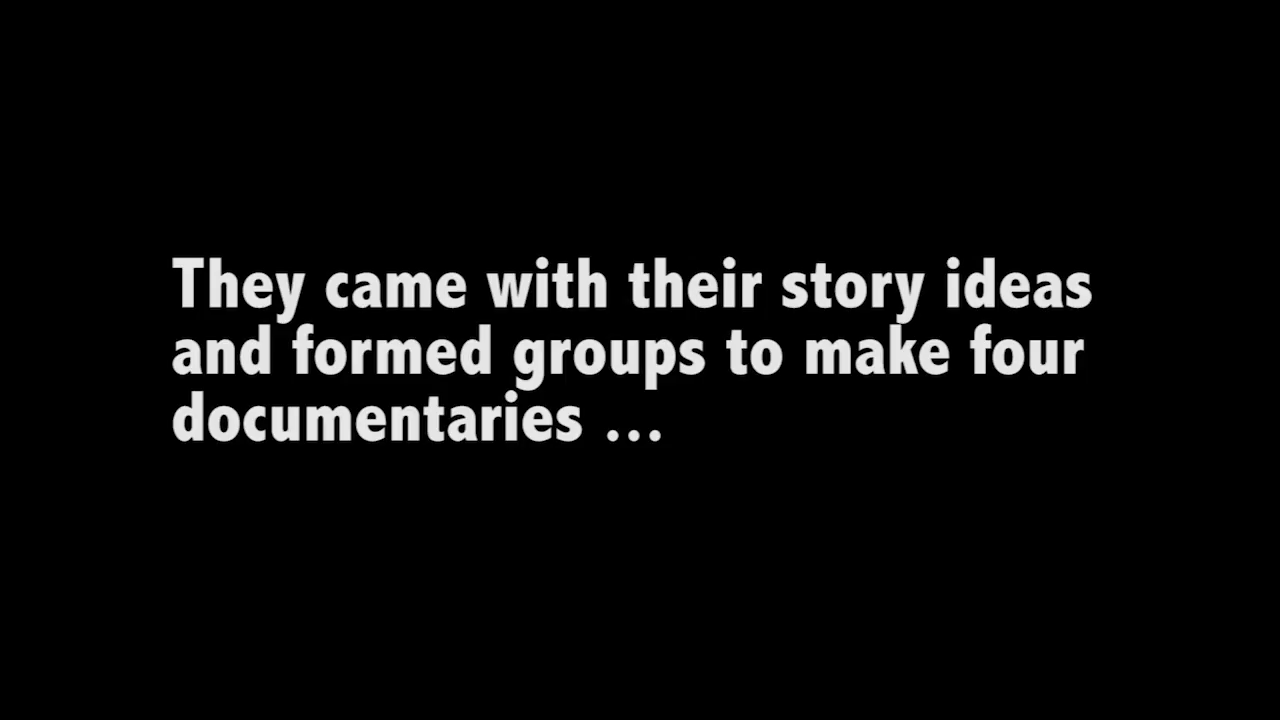 They came with their story ideas
and formed groups to make four
documentaries ...